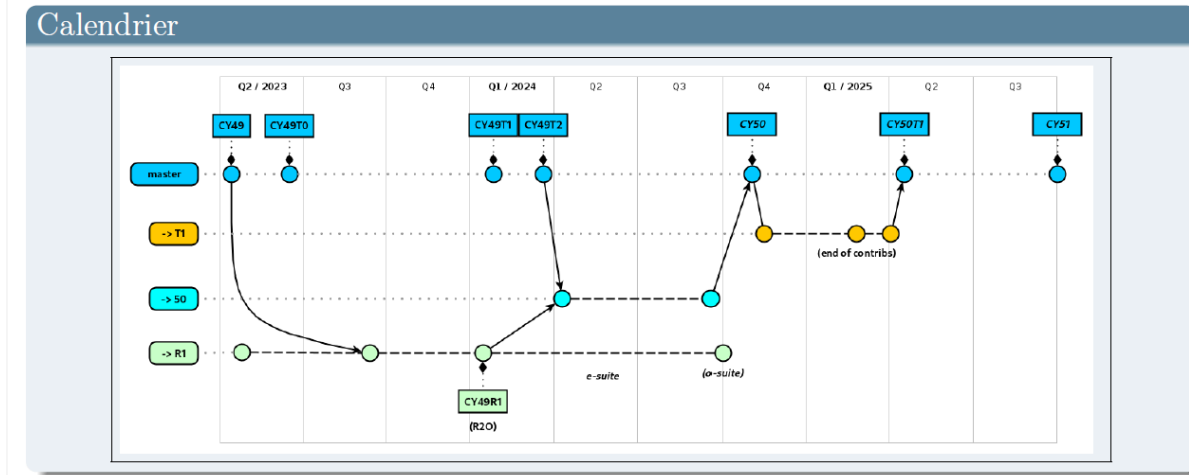 Calendrier
Q2 / 2023 Q3 Q4 Q1 / 2024 Q2 Q3 Q4 Q1 / 2025 Q2 Q3
CY49 CY49T0 CY49T1 CY49T2 CY50 CY50T1 CY51
master
-> T1
(end of contribs)
-> 50
-> R1
e-suite (o-suite)
CY49R1
(R2O)